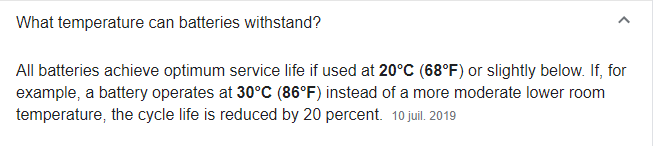 What temperature can batteries withstand?
All batteries achieve optimum service life if used at 20°C (68°F) or slightly below. If, for
example, a battery operates at 30°C (86°F) instead of a more moderate lower room
temperature, the cycle life is reduced by 20 percent. 10 juil. 2019